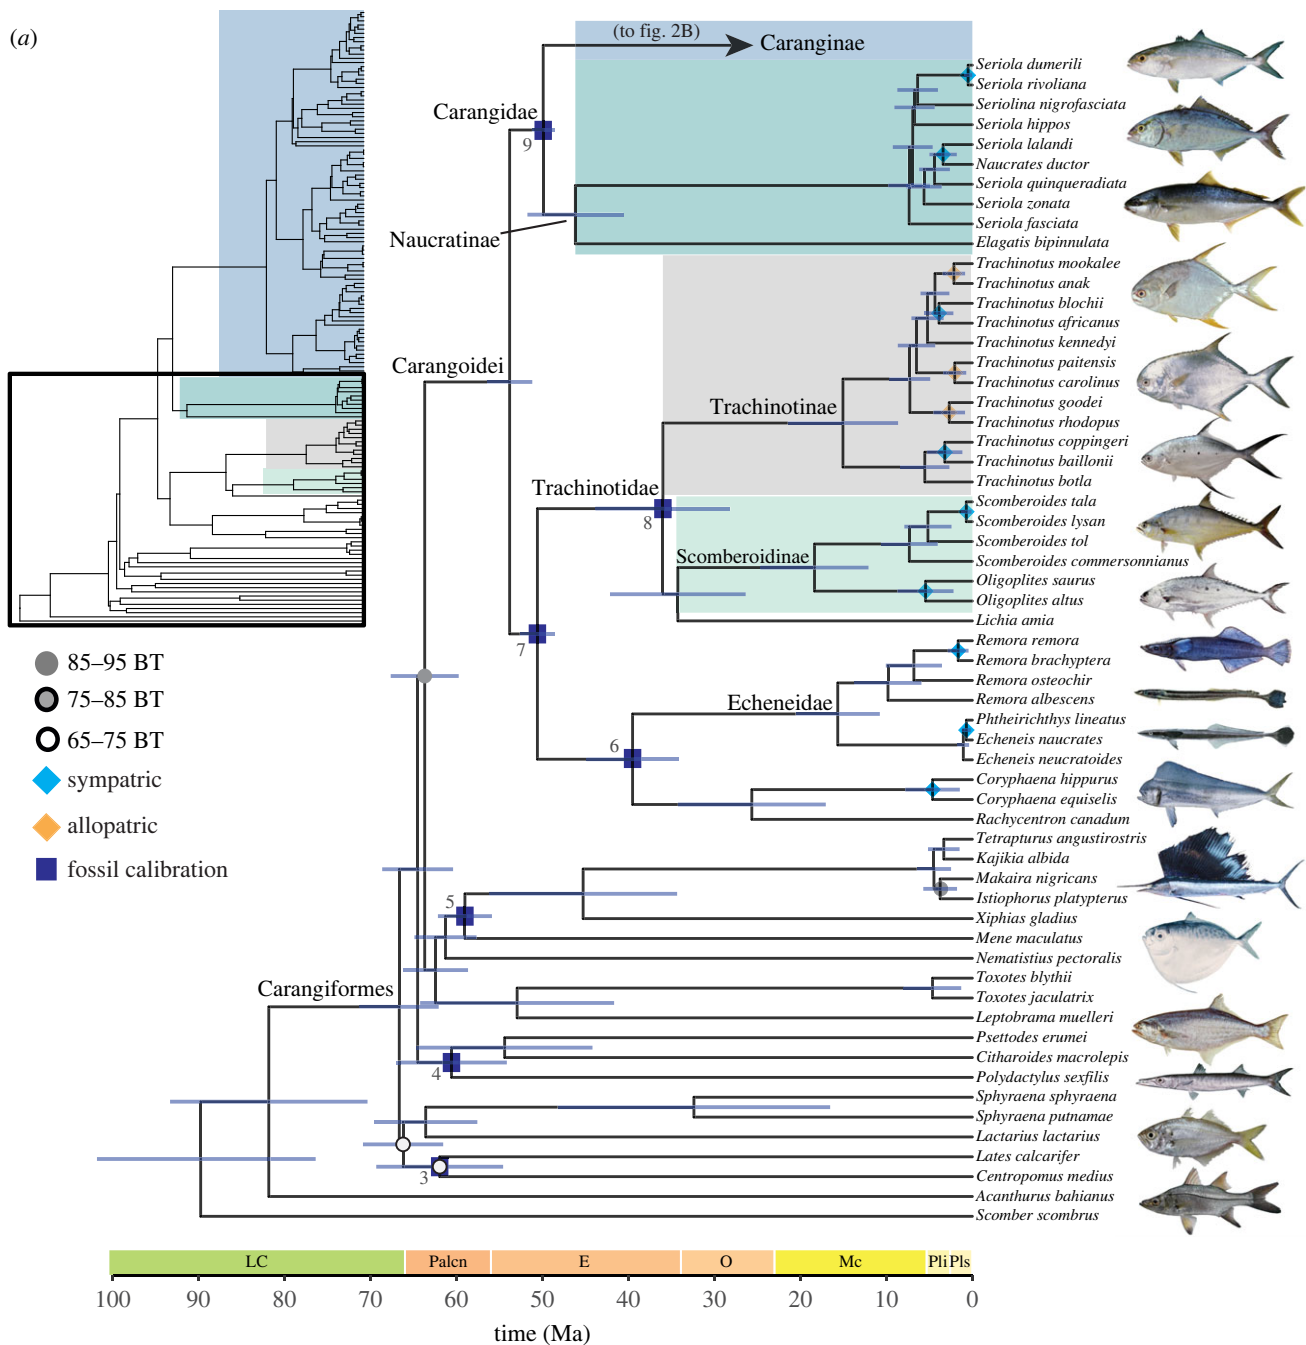 (a)
(to fig. 2B)
Caranginae
Seriola dumerili
Seriola rivoliana
Seriolina nigrofasciata
Carangidae
Seriola hippos
9
Seriola lalandi
Naucrates ductor
Seriola quinqueradiata
Seriola zonata
Seriola fasciata
Naucratinae
Elagatis bipinnulata
Trachinotus mookalee
Trachinotus anak
Trachinotus blochii
Trachinotus africanus
Trachinotus kennedyi
Carangoidei
Trachinotus paitensis
Trachinotus carolinus
Trachinotinae
Trachinotus goodei
Trachinotus rhodopus
Trachinotus coppingeri
Trachinotus baillonii
Trachinotus botla
Trachinotidae
8
Scomberoides tala
Scomberoides lysan
Scomberoides tol
Scomberoidinae
Scomberoides commersonnianus
Oligoplites saurus
Oligoplites altus
Lichia amia
7
Remora remora
Remora brachyptera
Remora osteochir
Echeneidae
Remora albescens
Phtheirichthys lineatus
Echeneis naucrates
Echeneis neucratoides
6
Coryphaena hippurus
Coryphaena equiselis
Rachycentron canadum
85–95 BT
75–85 BT
65–75 BT
sympatric
allopatric
fossil calibration
Tetrapturus angustirostris
Kajikia albida
Makaira nigricans
Istiophorus platypterus
5
Xiphias gladius
Mene maculatus
Nematistius pectoralis
Carangiformes
Toxotes blythii
Toxotes jaculatrix
Leptobrama muelleri
Psettodes erumei
Citharoides macrolepis
4
Polydactylus sexfilis
Sphyraena sphyraena
Sphyraena putnamae
Lactarius lactarius
Lates calcarifer
3
Centropomus medius
Acanthurus bahianus
Scomber scombrus
LC Palcn E O Mc Pli Pls
100 90 80 70 60 50 40 30 20 10 0
time (Ma)